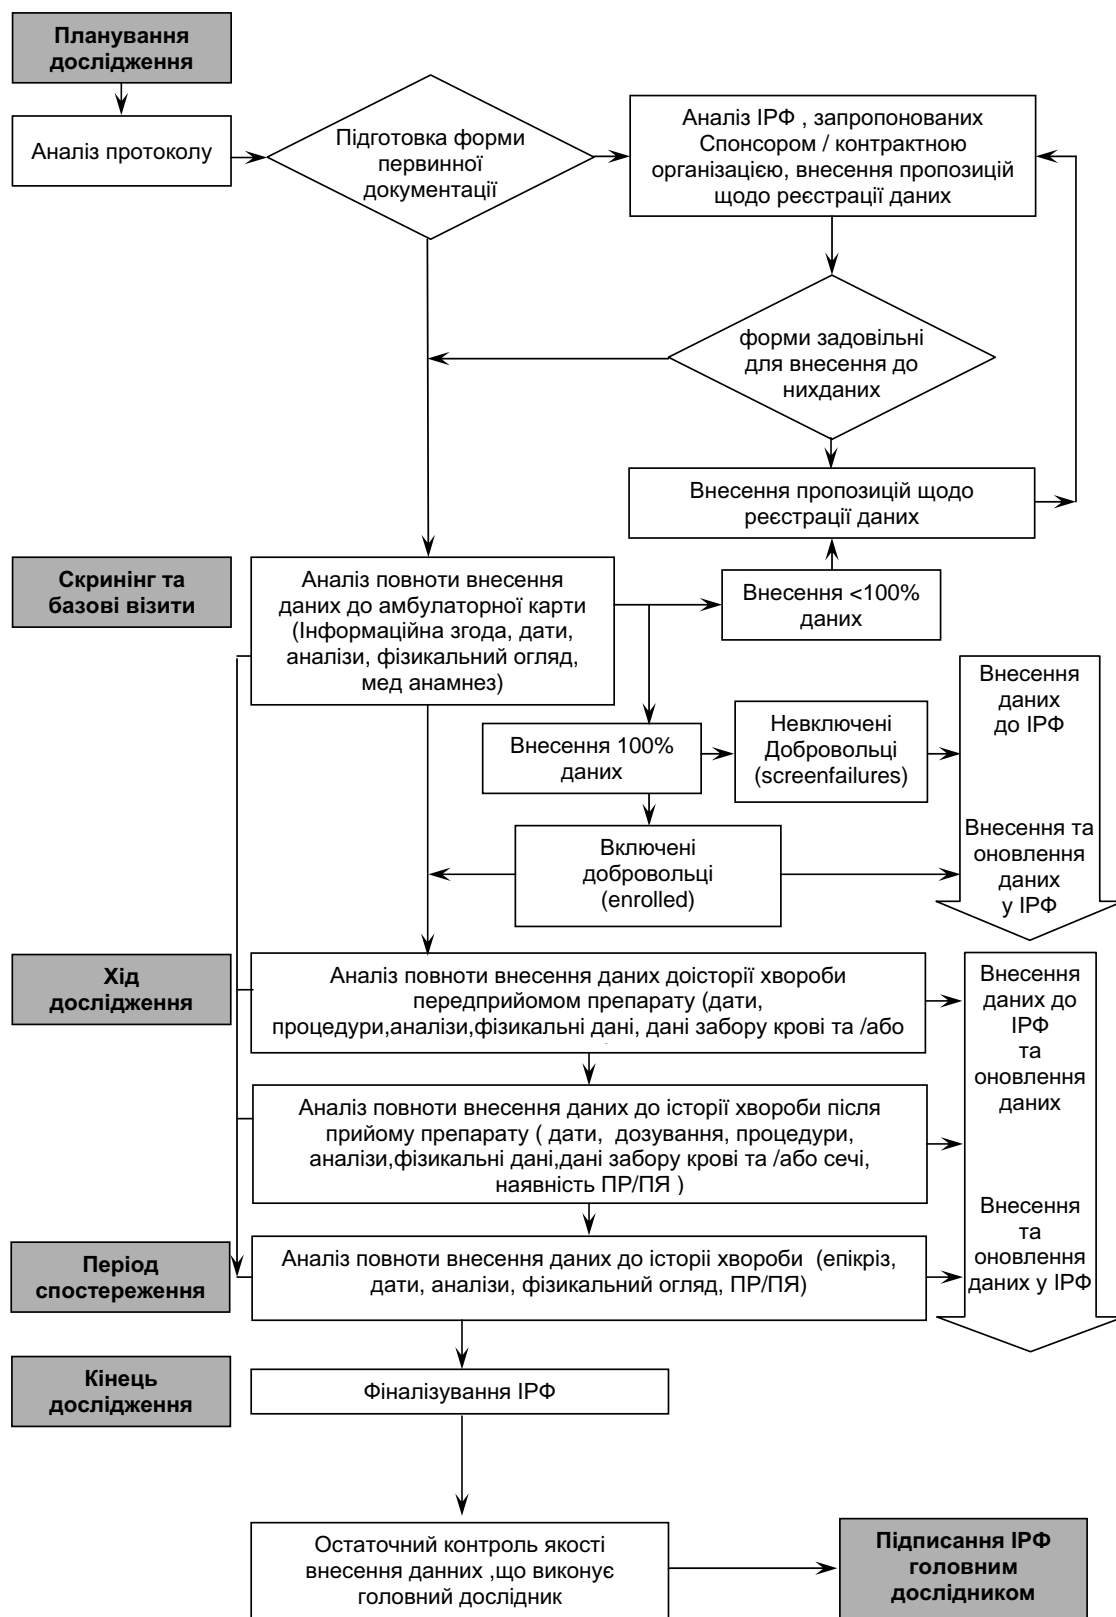 Планування
дослідження
Аналіз протоколу
Підготовка форми
первинної
документації
Аналіз ІРФ , запропонованих
Спонсором / контрактною
організацією, внесення пропозицій
щодо реєстрації даних
форми задовільні
для внесення до
нихданих
Внесення пропозицій щодо
реєстрації даних
Скринінг та
базові візити
Аналіз повноти внесення
даних до амбулаторної карти
(Інформаційна згода, дати,
аналізи, фізикальний огляд,
мед анамнез)
Внесення <100%
даних
Внесення 100%
даних
Невключені
Добровольці
(screenfailures)
Внесення
даних
до ІРФ
Включені
добровольці
(enrolled)
Внесення та
оновлення
даних
у ІРФ
Хід
дослідження
Аналіз повноти внесення даних доісторії хвороби
передприйомом препарату (дати,
процедури,аналізи,фізикальні дані, дані забору крові та /або
Внесення
даних до
ІРФ
та
оновлення
даних
Аналіз повноти внесення даних до історії хвороби після
прийому препарату ( дати, дозування, процедури,
аналізи,фізикальні дані,дані забору крові та /або сечі,
наявність ПР/ПЯ )
Внесення
та
оновлення
даних у ІРФ
Період
спостереження
Аналіз повноти внесення даних до історіі хвороби (епікріз,
дати, аналізи, фізикальний огляд, ПР/ПЯ)
Кінець
дослідження
Фіналізування ІРФ
Остаточний контроль якості
внесення данних ,що виконує
головний дослідник
Підписання ІРФ
головним
дослідником